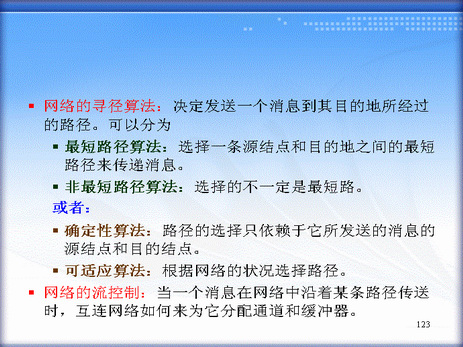 网络的寻径算法：决定发送一个消息到其目的地所经过
的路径。可以分为
最短路径算法：选择一条源结点和目的地之间的最短
路径来传递消息。
非最短路径算法：选择的不一定是最短路。
或者：
确定性算法：路径的选择只依赖于它所发送的消息的
源结点和目的结点。
可适应算法：根据网络的状况选择路径。
网络的流控制：当一个消息在网络中沿着某条路径传送
时，互连网络如何来为它分配通道和缓冲器。
123